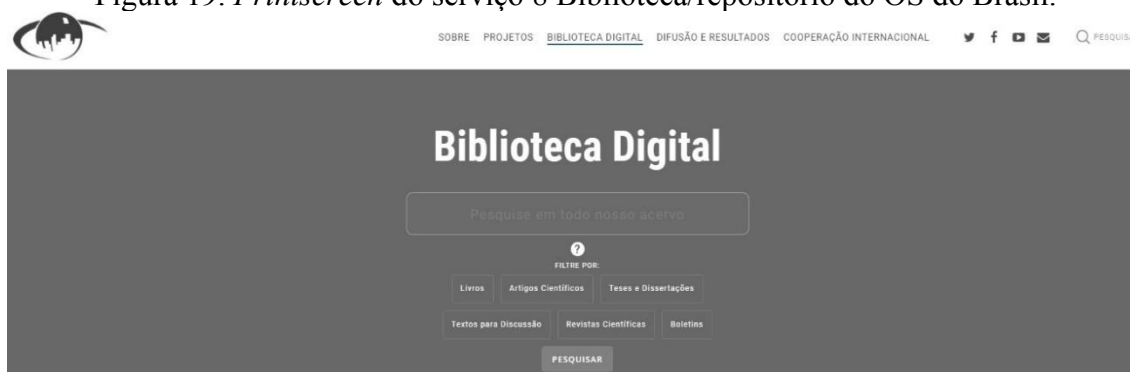 Figura 19. Printscreen do serviço 8 Biblioteca/repositório do OS do Brasil.
SOBRE PROJETOS BIBLIOTECA DIGITAL DIFUSÃO E RESULTADOS COOPERAÇÃO INTERNACIONAL PESQUISA
Biblioteca Digital
Pesquise em todo nosso acervo
?
FILTRE POR:
Livros Artigos Científicos Teses e Dissertações
Textos para Discussão Revistas Científicas Boletins
PESQUISAR